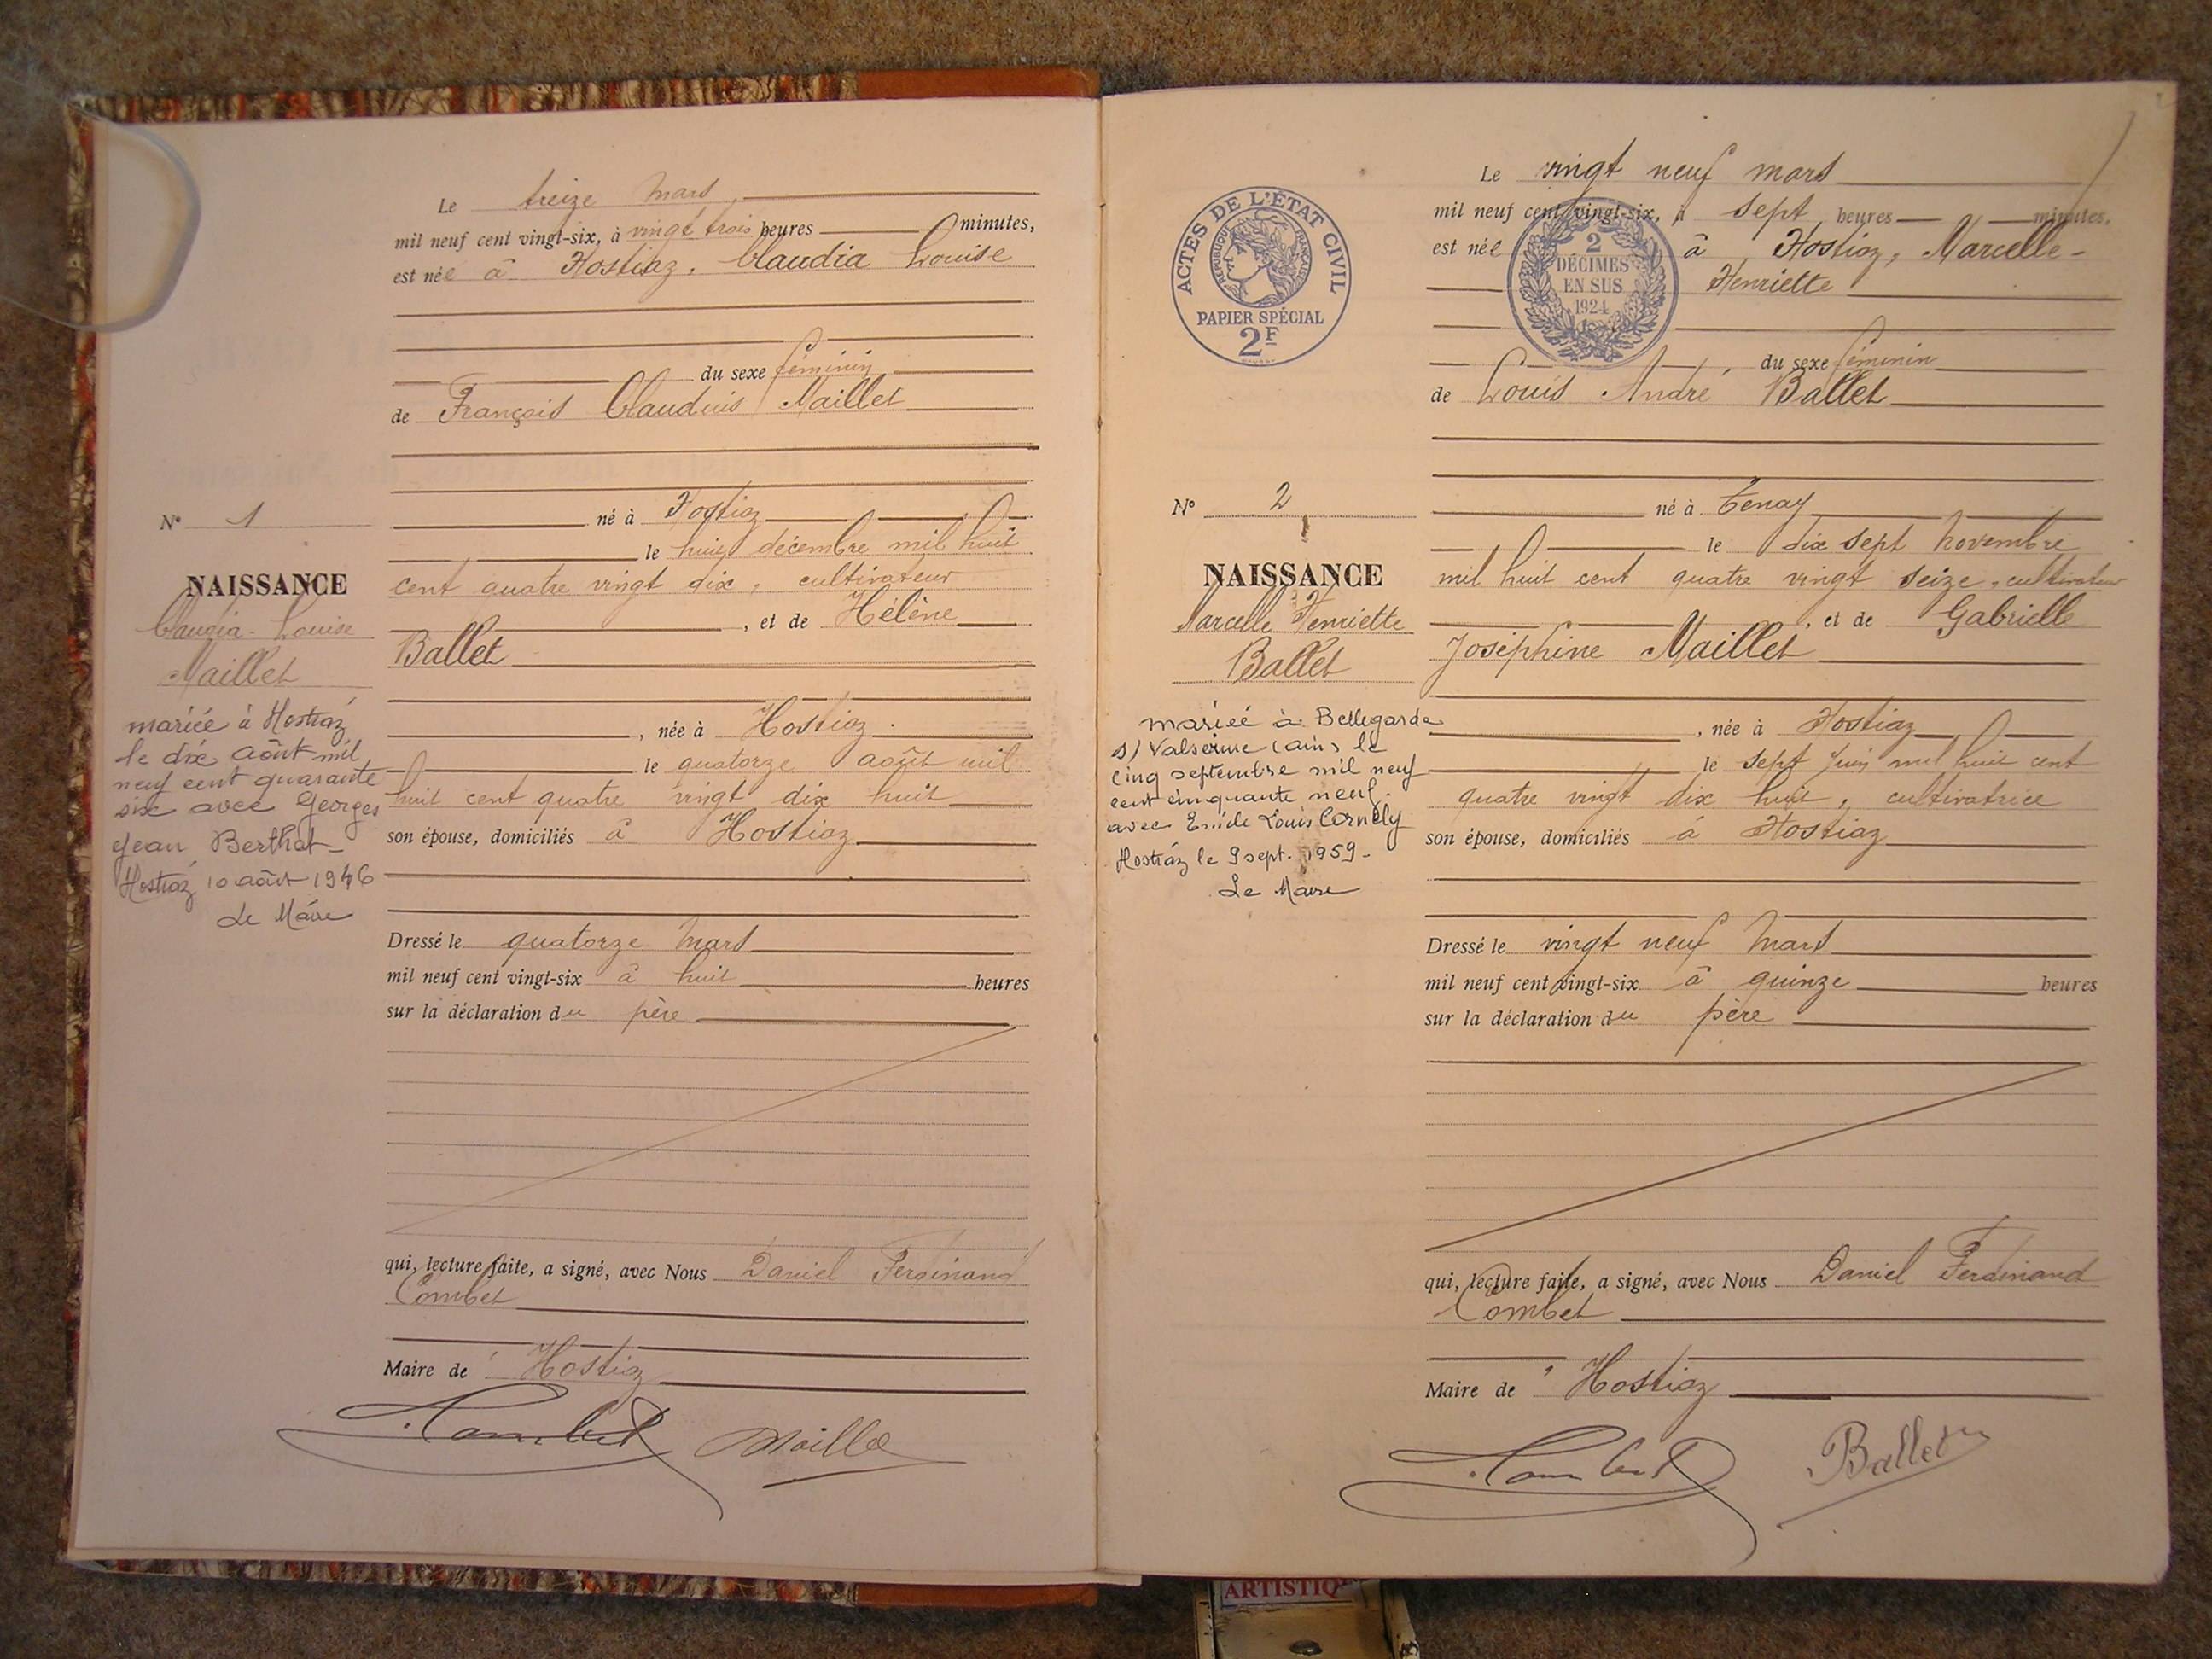 Le treize Mars
mil neuf cent vingt-six, à vingt trois heures minutes,
est née à Hostiaz, Claudia Louise
du sexe féminin
de François Claudius Maillet
né à Hostiaz
le huit décembre mil huit
cent quatre vingt dix, cultivateur
, et de Hélène
Ballet
, née à Hostiaz
le quatorze août mil
huit cent quatre vingt dix huit
son épouse, domiciliés à Hostiaz
Dressé le quatorze Mars
mil neuf cent vingt-six à huit heures
sur la déclaration du père
qui, lecture faite, a signé, avec Nous Daniel Ferdinand
Combet
Maire de Hostiaz
Combet Maillet
N° 1
NAISSANCE
Claudia-Louise
Maillet
mariée à Hostiaz
le dix août mil
neuf cent quarante
six avec Georges
Jean Berthet
Hostiaz 10 août 1946
Le Maire
Le vingt neuf mars
mil neuf cent vingt-six, à sept heures minutes,
est née à Hostiaz, Marcelle-
Henriette
du sexe féminin
de Louis André Ballet
né à Tenay
le dix sept Novembre
mil huit cent quatre vingt seize, cultivateur
, et de Gabrielle
Joséphine Maillet
, née à Hostiaz
le sept Juin mil huit cent
quatre vingt dix huit, cultivatrice
son épouse, domiciliés à Hostiaz
Dressé le vingt neuf Mars
mil neuf cent vingt-six à quinze heures
sur la déclaration du père
qui, lecture faite, a signé, avec Nous Daniel Ferdinand
Combet
Maire de Hostiaz
Combet Ballet
ACTES DE L'ÉTAT CIVIL
RÉPUBLIQUE FRANÇAISE
PAPIER SPÉCIAL
2F
2
DÉCIMES
EN SUS
1924
N° 2
NAISSANCE
Marcelle Henriette
Ballet
mariée à Bellegarde
s/ Valserine (ain) le
cinq septembre mil neuf
cent cinquante neuf
avec Emile Louis Cornely
Hostiaz le 9 sept. 1959-
Le Maire
ARTISTIQ